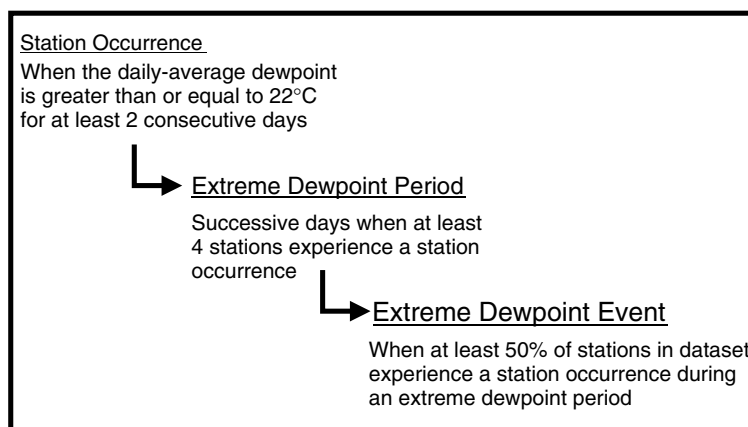 Station Occurrence
When the daily-average dewpoint
is greater than or equal to 22°C
for at least 2 consecutive days
Extreme Dewpoint Period
Successive days when at least
4 stations experience a station
occurrence
Extreme Dewpoint Event
When at least 50% of stations in dataset
experience a station occurrence during
an extreme dewpoint period